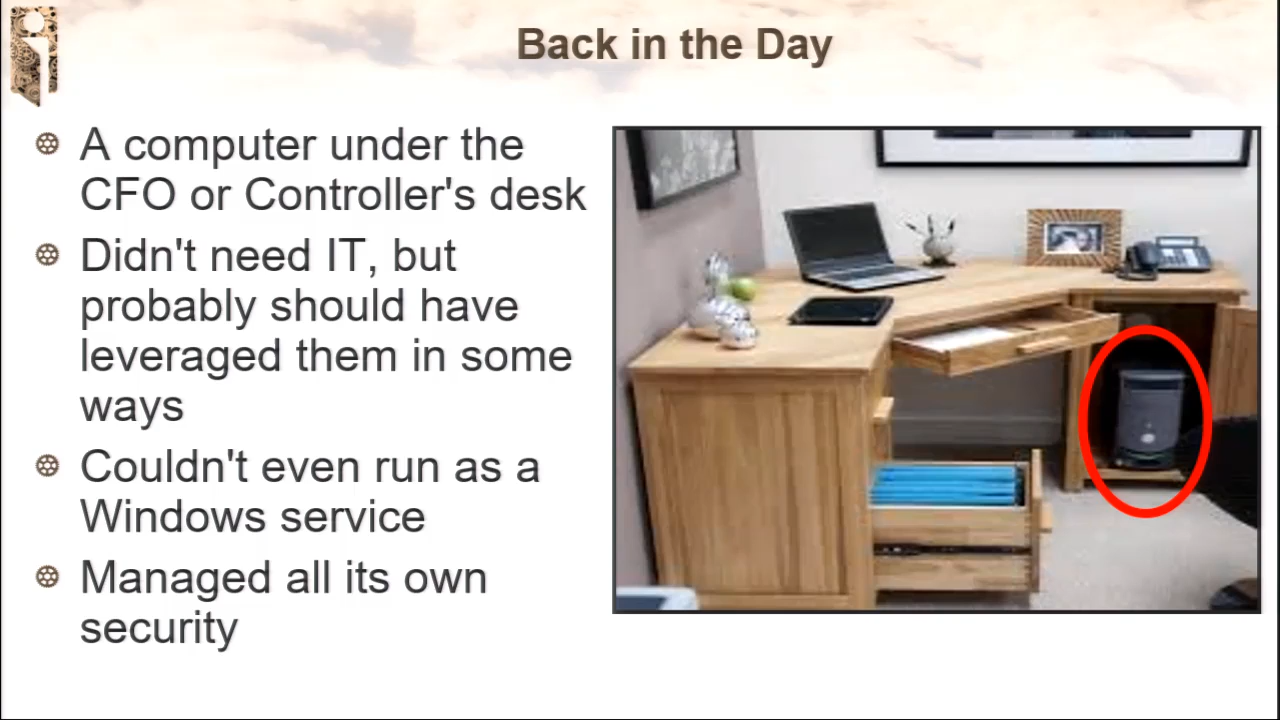 Back in the Day
A computer under the
CFO or Controller's desk
Didn't need IT, but
probably should have
leveraged them in some
ways
Couldn't even run as a
Windows service
Managed all its own
security